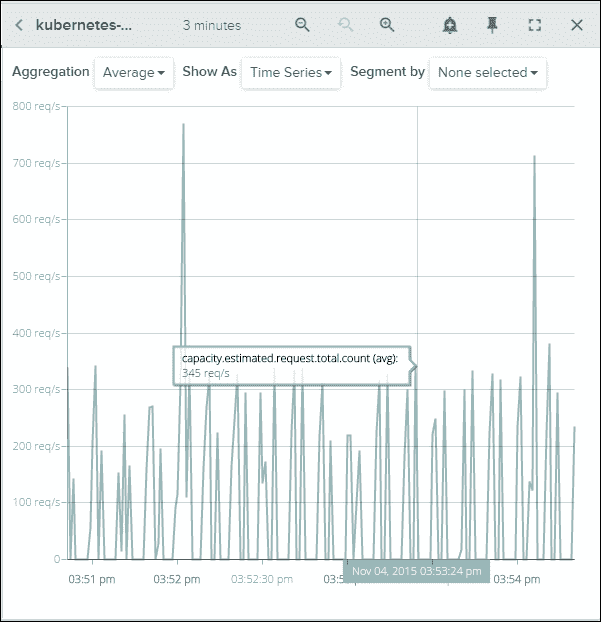 kubernetes-... 3 minutes
Aggregation Average Show As Time Series Segment by None selected
800 req/s
700 req/s
600 req/s
500 req/s
400 req/s
capacity.estimated.request.total.count (avg):
345 req/s
300 req/s
200 req/s
100 req/s
0
Nov 04, 2015 03:53:24 pm
03:51 pm 03:52 pm 03:52:30 pm 03:54 pm